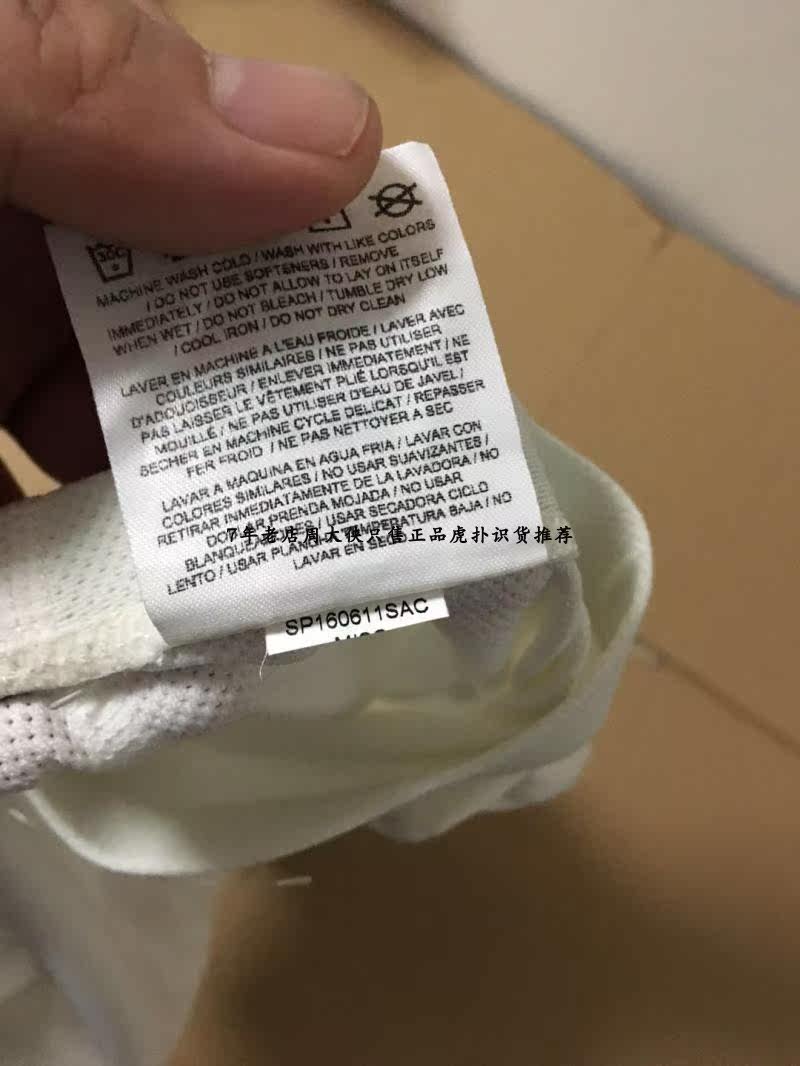 30C
MACHINE WASH COLD / WASH WITH LIKE COLORS
/ DO NOT USE SOFTENERS / REMOVE
IMMEDIATELY / DO NOT ALLOW TO LAY ON ITSELF
WHEN WET / DO NOT BLEACH / TUMBLE DRY LOW
/ COOL IRON / DO NOT DRY CLEAN
LAVER EN MACHINE A L'EAU FROIDE / LAVER AVEC
COULEURS SIMILAIRES / NE PAS UTILISER
D'ADOUCISSEUR / ENLEVER IMMEDIATEMENT / NE
PAS LAISSER LE VÊTEMENT PLIÉ LORSQU'IL EST
MOUILLÉ / NE PAS UTILISER D'EAU DE JAVEL /
SECHER EN MACHINE CYCLE DELICAT / REPASSER
FER FROID / NE PAS NETTOYER A SEC
LAVAR A MAQUINA EN AGUA FRIA / LAVAR CON
COLORES SIMILARES / NO USAR SUAVIZANTES /
RETIRAR INMEDIATAMENTE DE LA LAVADORA / NO
PRENDA MOJADA / NO USAR
7年老店周大侠只售正品虎扑识货推荐
/ USAR SECADORA CICLO
LENTO / USAR PLANCHA TEMPERATURA BAJA / NO
LAVAR EN
SP160611SAC